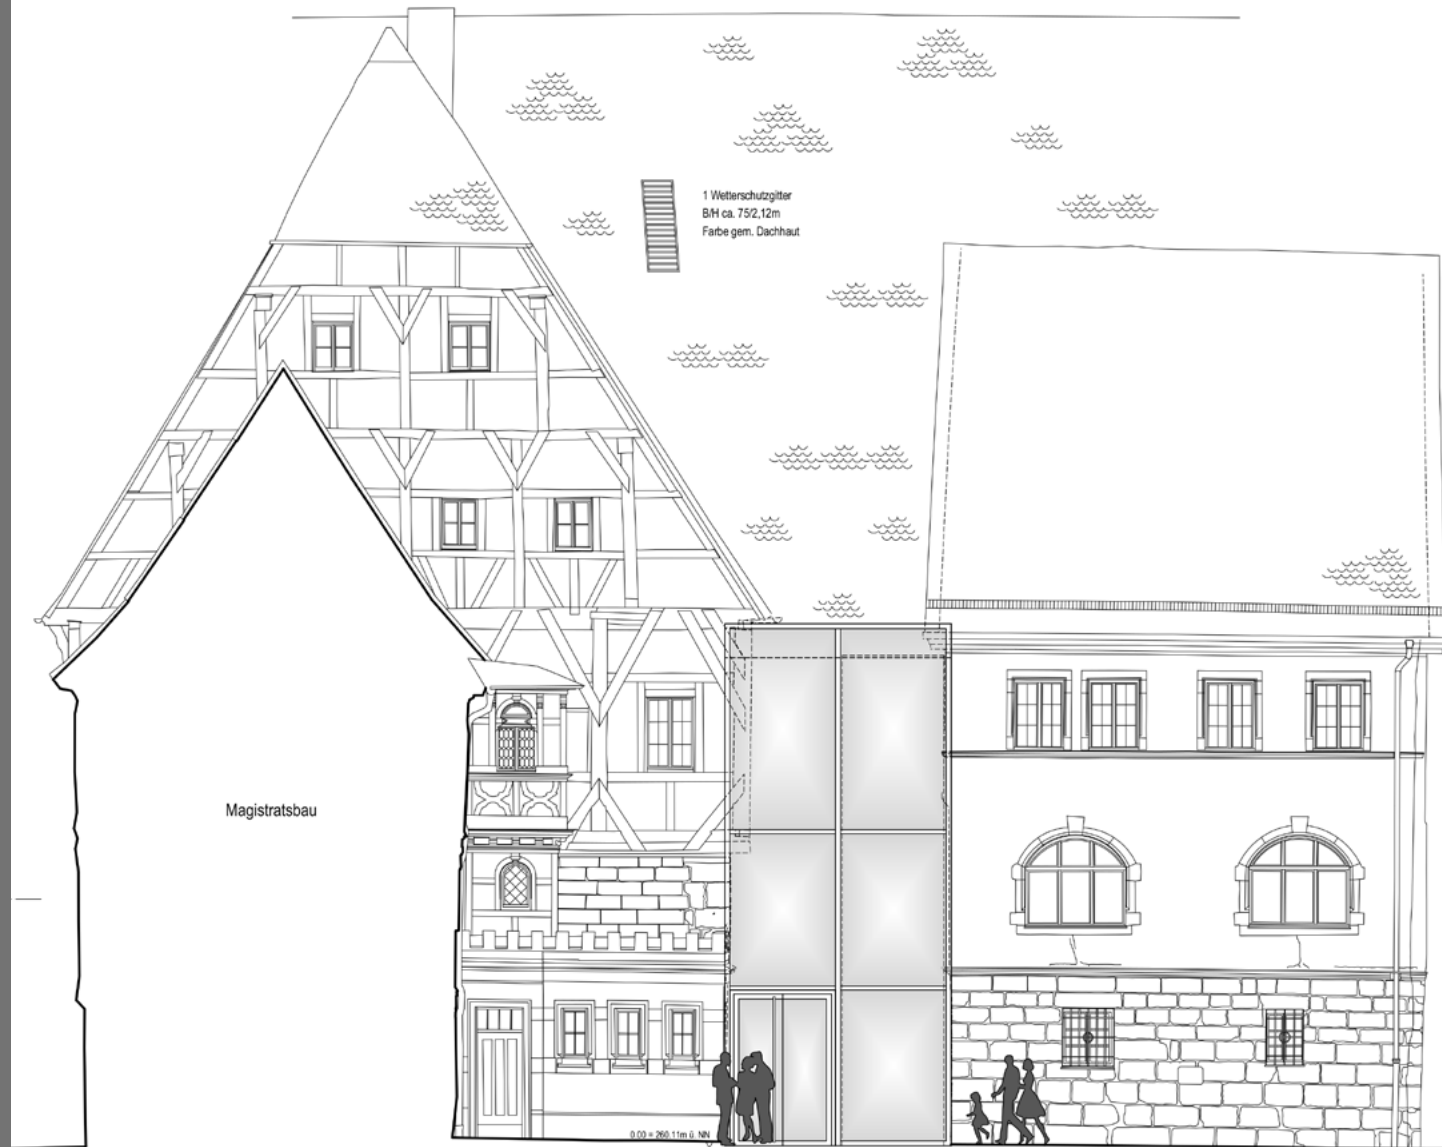 1 Wetterschutzgitter
B/H ca. 75/2,12m
Farbe gem. Dachhaut
Magistratsbau
0.00 = 260.11m ü. NN